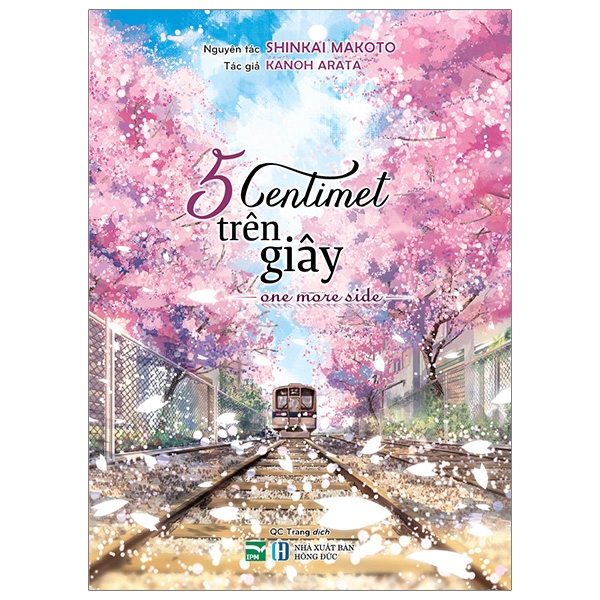 Nguyên tác SHINKAI MAKOTO
Tác giả KANOH ARATA
5 Centimet
trên
giây
one more side
QC Trang dịch
IPM
NHÀ XUẤT BẢN
HỒNG ĐỨC